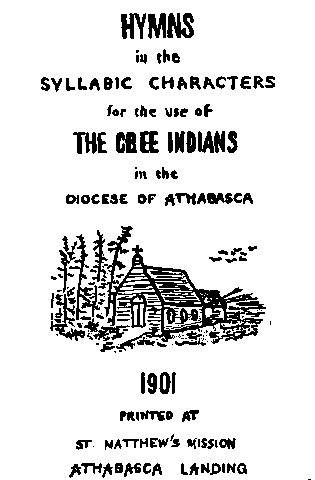 HYMNS
in the
SYLLABIC CHARACTERS
for the use of
THE CREE INDIANS
in the
DIOCESE OF ATHABASCA
1901
PRINTED AT
ST. MATTHEW'S MISSION
ATHABASCA LANDING